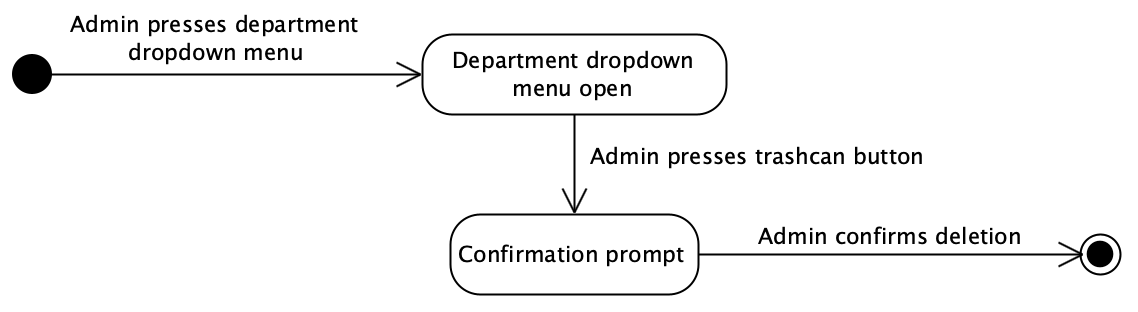 Admin presses department
dropdown menu
Department dropdown
menu open
Admin presses trashcan button
Confirmation prompt
Admin confirms deletion